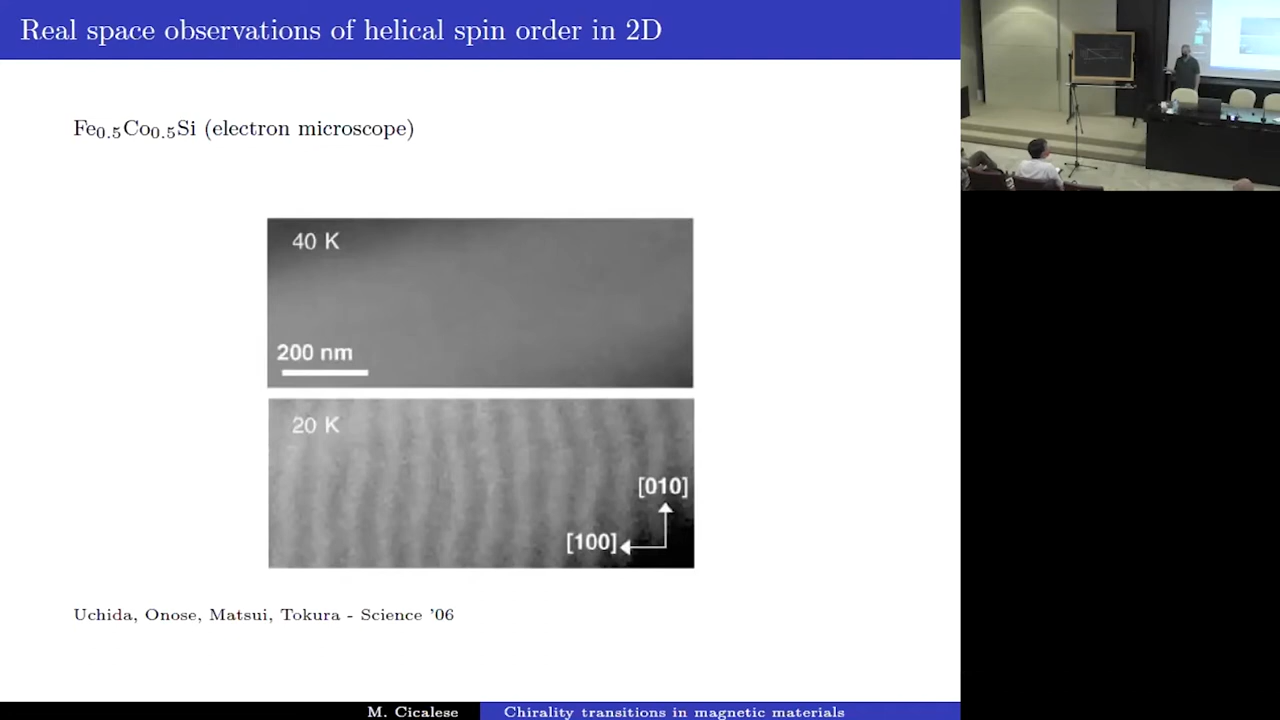 Real space observations of helical spin order in 2D
Fe₀.₅Co₀.₅Si (electron microscope)
40 K
200 nm
20 K
[010]
[100]
Uchida, Onose, Matsui, Tokura - Science '06
M. Cicalese
Chirality transitions in magnetic materials